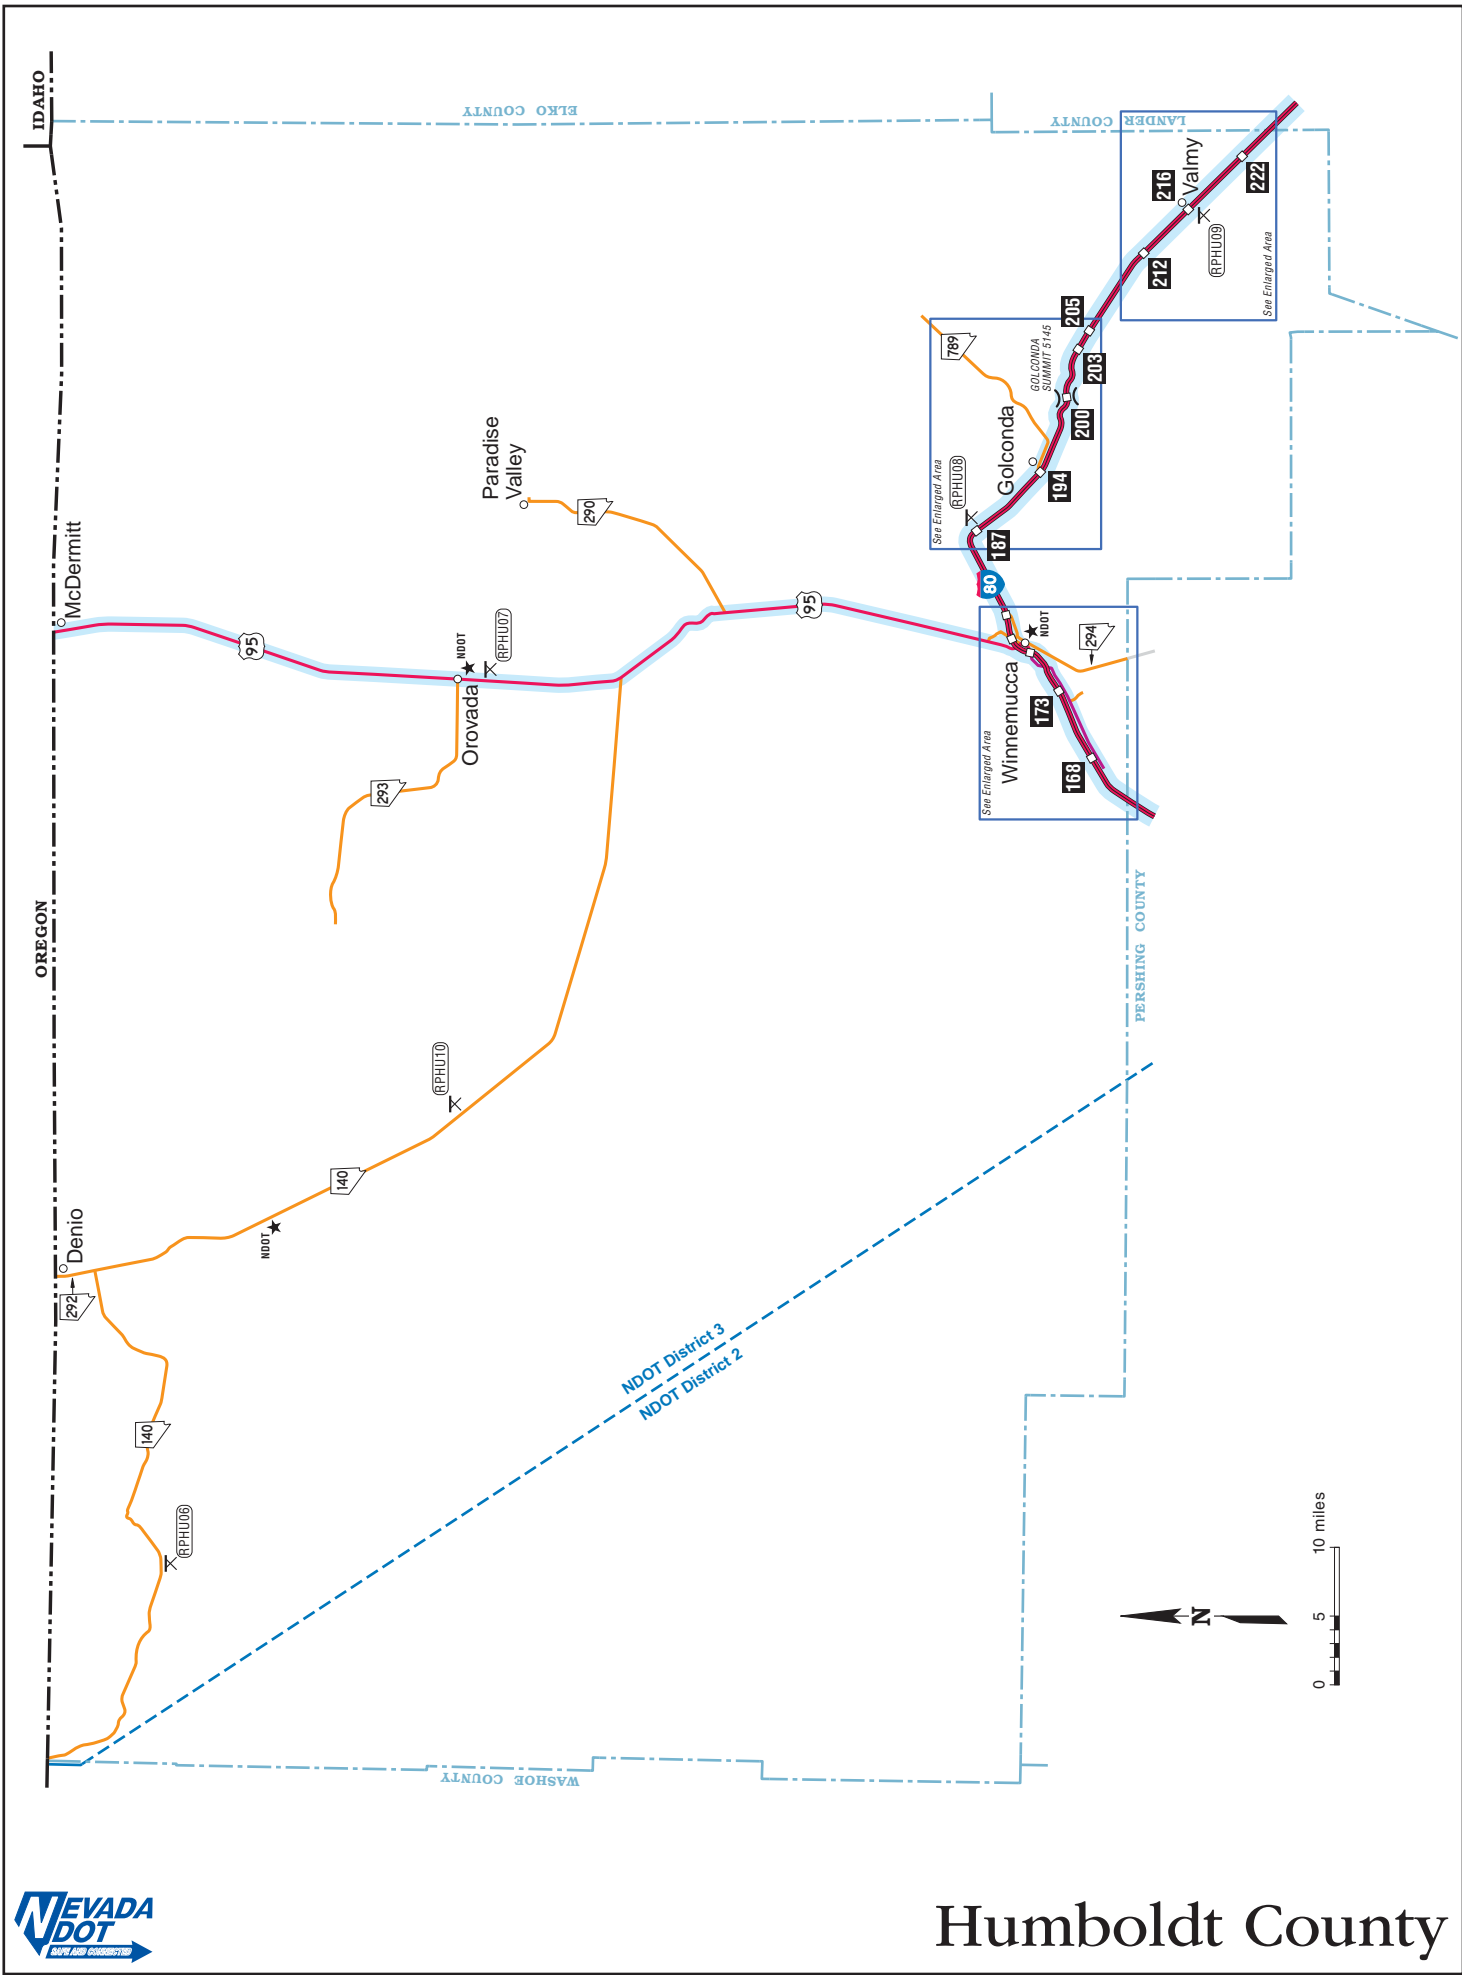 IDAHO
OREGON
ELKO COUNTY
LANDER COUNTY
PERSHING COUNTY
WASHOE COUNTY
McDermitt
95
NDOT
RPHU07
Orovada
293
Paradise
Valley
290
95
Denio
292
140
NDOT
140
RPHU10
RPHU06
NDOT District 3
NDOT District 2
See Enlarged Area
RPHU08
789
GOLCONDA
SUMMIT 5145
Golconda
187
194
200
203
205
80
See Enlarged Area
Winnemucca
NDOT
294
173
168
212
216
Valmy
RPHU09
222
See Enlarged Area
N
0 5 10 miles
NEVADA
DOT
SAFE AND CONNECTED
Humboldt County